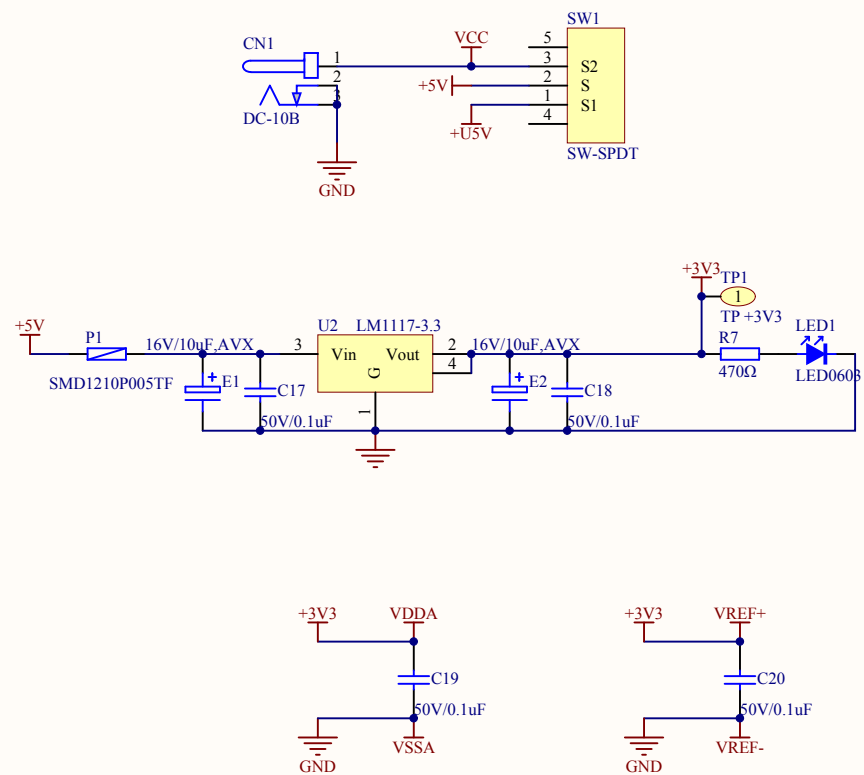 SW1
CN1
VCC
5
1
3
S2
2
+5V
2
S
3
1
S1
DC-10B
4
+U5V
SW-SPDT
GND
+3V3
TP1
1
TP +3V3
+5V
P1
U2
LM1117-3.3
R7
LED1
16V/10uF,AVX
3
Vin
Vout
2
16V/10uF,AVX
4
SMD1210P005TF
E1
C17
G
E2
C18
470Ω
LED0603
1
50V/0.1uF
50V/0.1uF
+3V3
VDDA
+3V3
VREF+
C19
C20
50V/0.1uF
50V/0.1uF
GND
VSSA
GND
VREF-